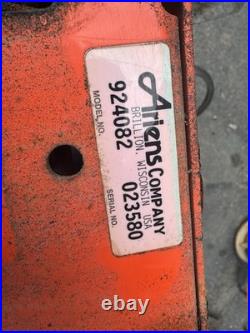 Ariens COMPANY
BRILLION, WISCONSIN USA
924082 023580
MODEL NO. SERIAL NO.